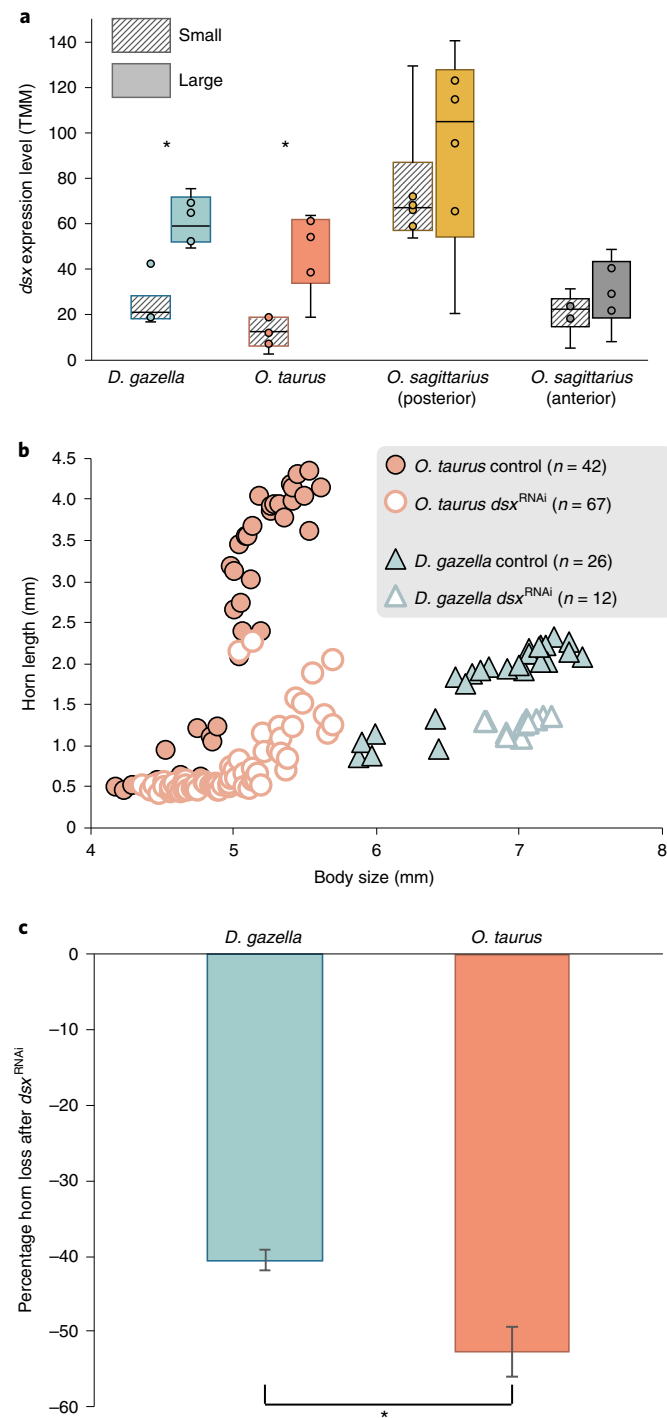 a
Small
Large
dsx expression level (TMM)
140
120
100
80
60
40
20
0
*
*
D. gazella
O. taurus
O. sagittarius
(posterior)
O. sagittarius
(anterior)
b
Horn length (mm)
4.5
4.0
3.5
3.0
2.5
2.0
1.5
1.0
0.5
0
O. taurus control (n = 42)
O. taurus dsxRNAi (n = 67)
D. gazella control (n = 26)
D. gazella dsxRNAi (n = 12)
4
5
6
7
8
Body size (mm)
c
D. gazella
O. taurus
Percentage horn loss after dsxRNAi
0
–10
–20
–30
–40
–50
–60
*